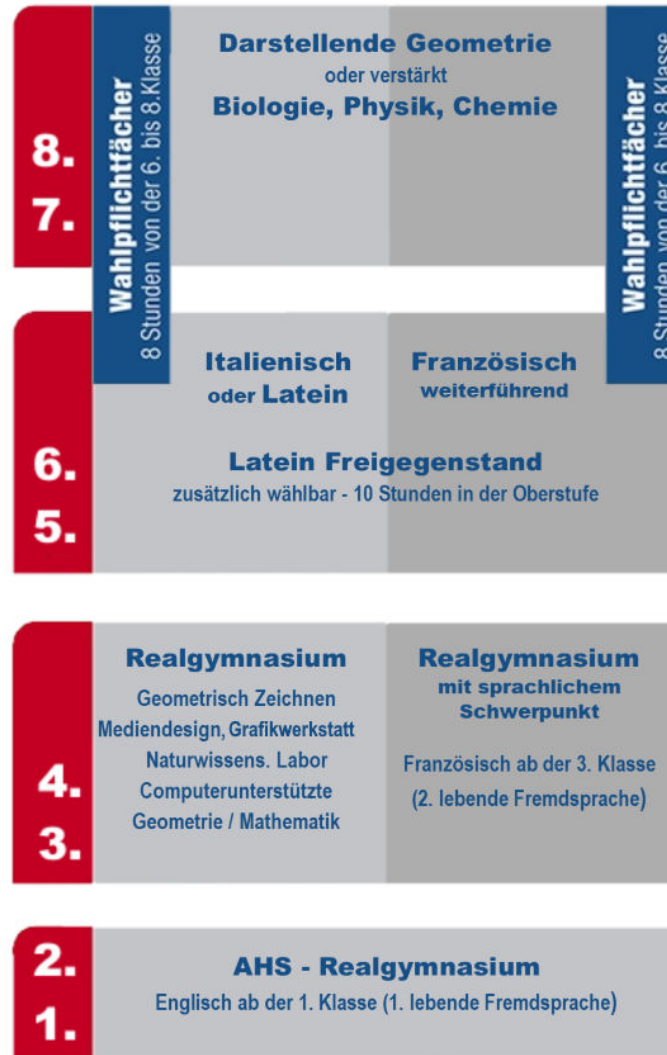 8.
7.
Wahlpflichtfächer
8 Stunden von der 6. bis 8.Klasse
Darstellende Geometrie
oder verstärkt
Biologie, Physik, Chemie
Wahlpflichtfächer
8 Stunden von der 6. bis 8.Klasse
6.
5.
Italienisch
oder Latein
Französisch
weiterführend
Latein Freigegenstand
zusätzlich wählbar - 10 Stunden in der Oberstufe
4.
3.
Realgymnasium
Geometrisch Zeichnen
Mediendesign, Grafikwerkstatt
Naturwissens. Labor
Computerunterstützte
Geometrie / Mathematik
Realgymnasium
mit sprachlichem
Schwerpunkt
Französisch ab der 3. Klasse
(2. lebende Fremdsprache)
2.
1.
AHS - Realgymnasium
Englisch ab der 1. Klasse (1. lebende Fremdsprache)